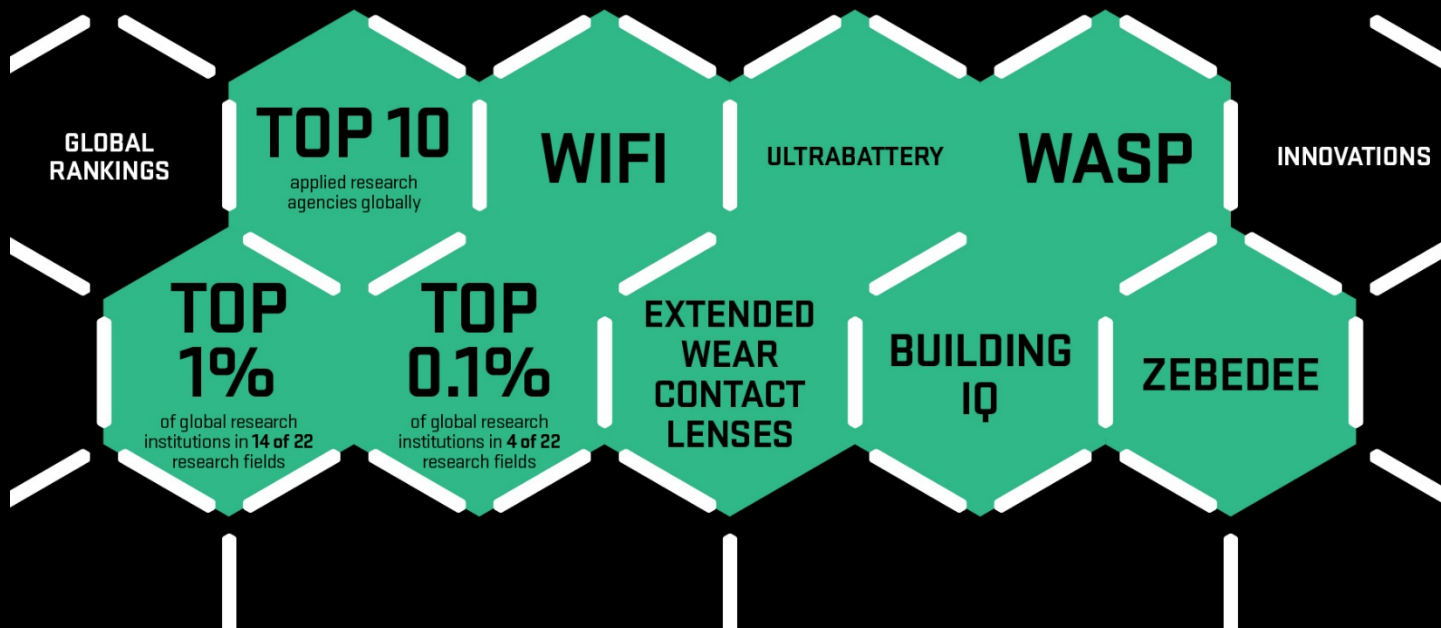 GLOBAL
RANKINGS
TOP 10
applied research
agencies globally
WIFI
ULTRABATTERY
WASP
INNOVATIONS
TOP
1%
of global research
institutions in 14 of 22
research fields
TOP
0.1%
of global research
institutions in 4 of 22
research fields
EXTENDED
WEAR
CONTACT
LENSES
BUILDING
IQ
ZEBEDEE